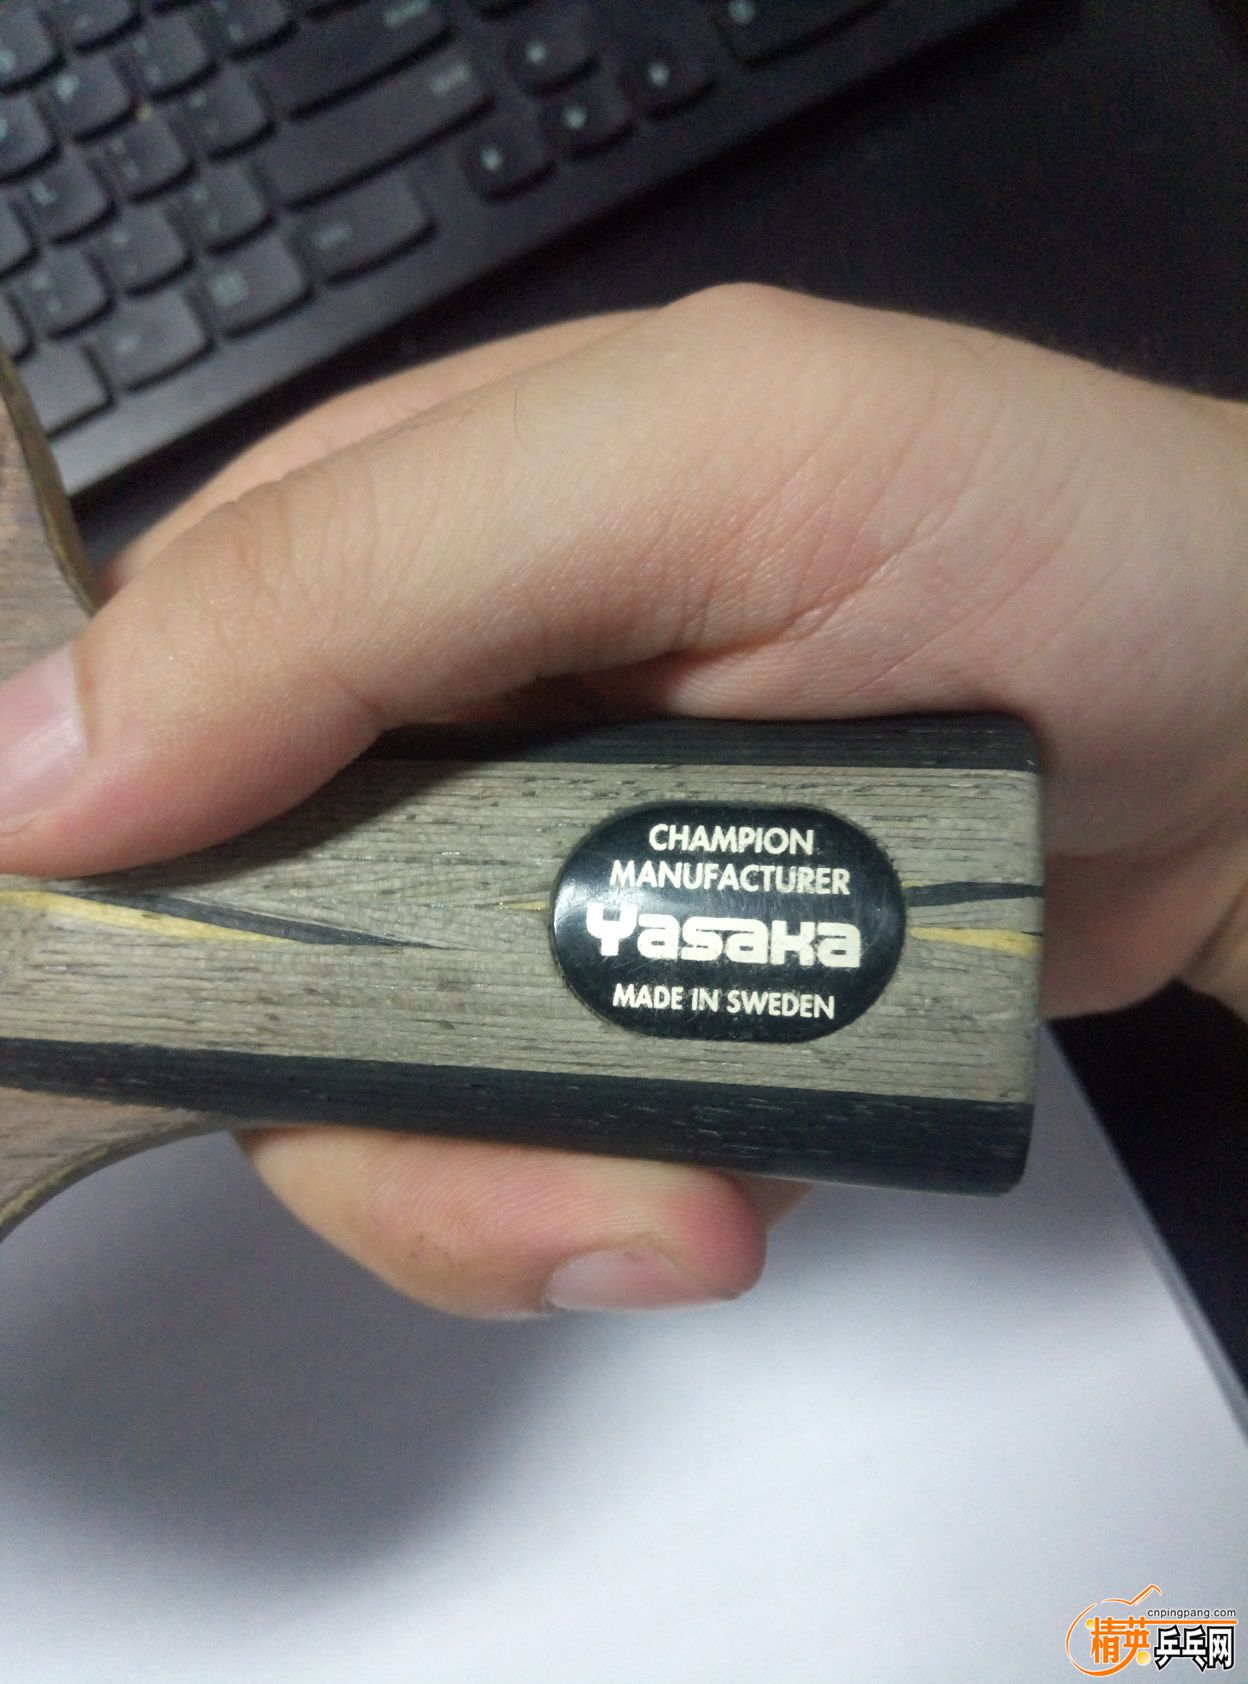 CHAMPION
MANUFACTURER
Yasaka
MADE IN SWEDEN
cnpingpang.com
精英乒乓网